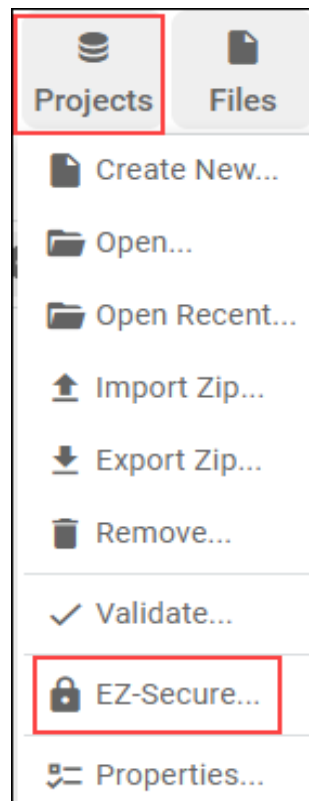 Projects Files
Create New...
Open...
Open Recent...
Import Zip...
Export Zip...
Remove...
Validate...
EZ-Secure...
Properties...